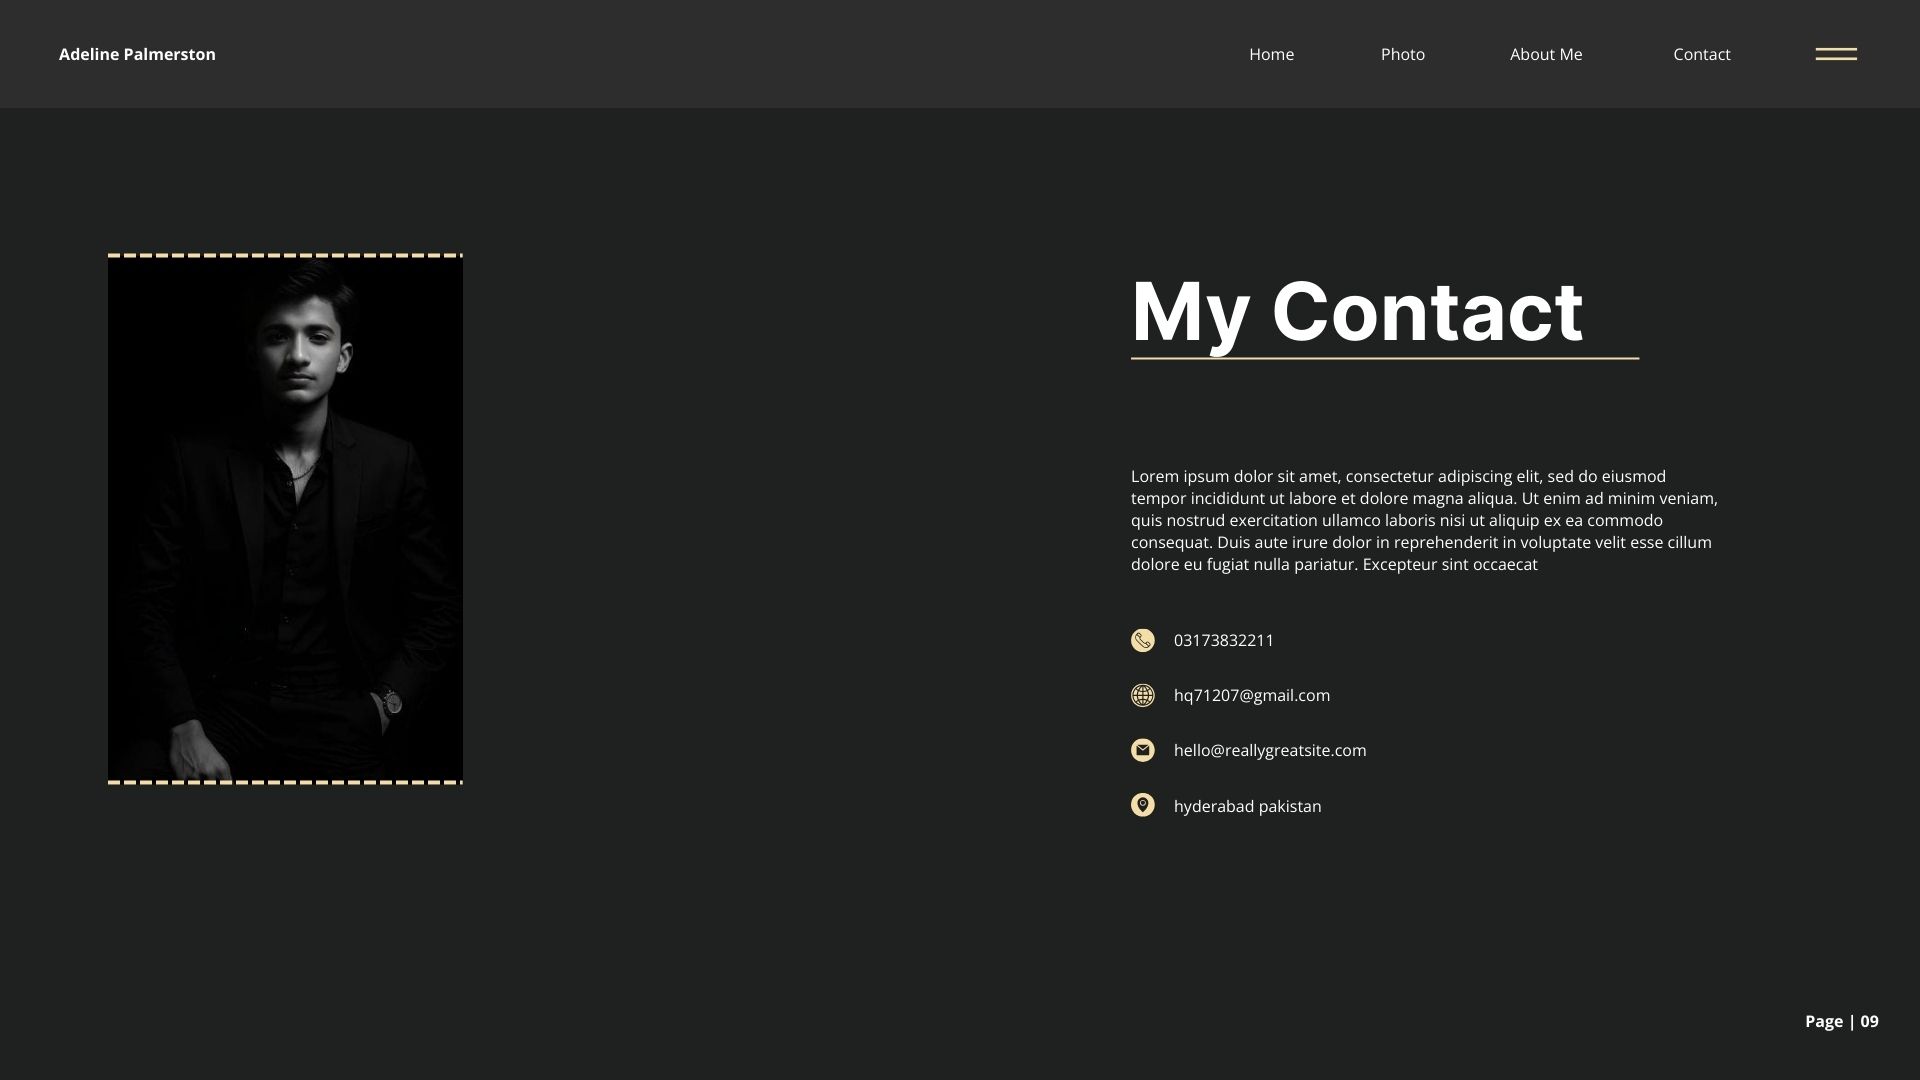 Adeline Palmerston
Home
Photo
About Me
Contact
My Contact
Lorem ipsum dolor sit amet, consectetur adipiscing elit, sed do eiusmod
tempor incididunt ut labore et dolore magna aliqua. Ut enim ad minim veniam,
quis nostrud exercitation ullamco laboris nisi ut aliquip ex ea commodo
consequat. Duis aute irure dolor in reprehenderit in voluptate velit esse cillum
dolore eu fugiat nulla pariatur. Excepteur sint occaecat
03173832211
hq71207@gmail.com
hello@reallygreatsite.com
hyderabad pakistan
Page | 09